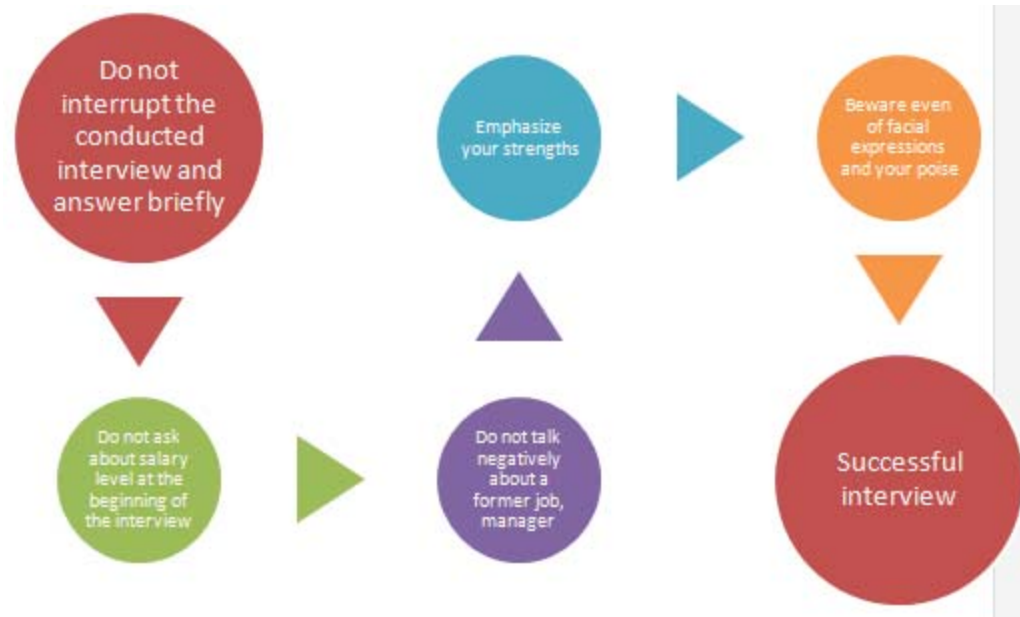 Do not
interrupt the
conducted
interview and
answer briefly
Do not ask
about salary
level at the
beginning of
the interview
Do not talk
negatively
about a
former job,
manager
Emphasize
your strengths
Beware even
of facial
expressions
and your poise
Successful
interview